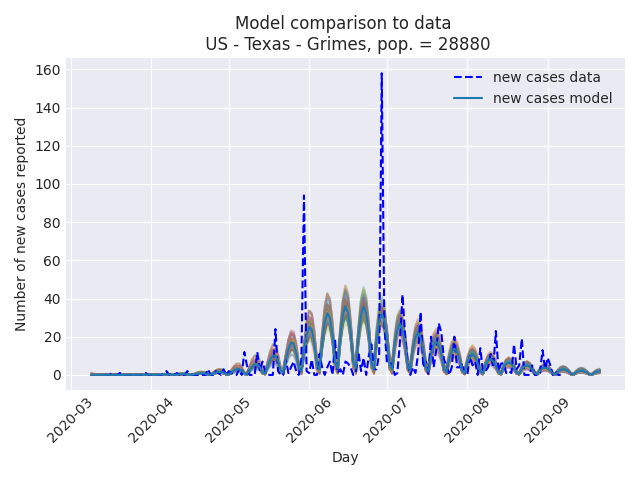 Model comparison to data
US - Texas - Grimes, pop. = 28880
new cases data
new cases model
Number of new cases reported
160
140
120
100
80
60
40
20
0
2020-03
2020-04
2020-05
2020-06
2020-07
2020-08
2020-09
Day